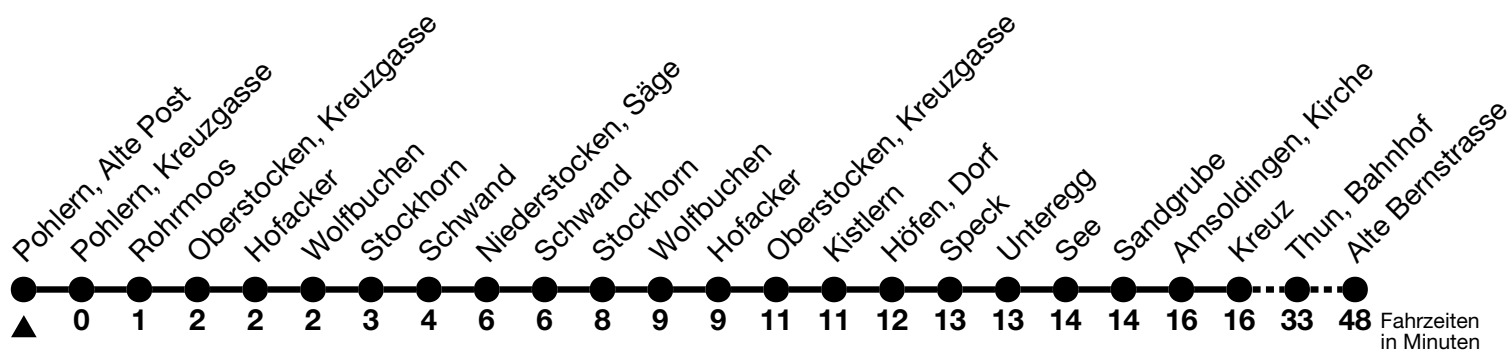 Pohlern, Alte Post
Pohlern, Kreuzgasse
Rohrmoos
Oberstocken, Kreuzgasse
Hofacker
Wolfbuchen
Stockhorn
Schwand
Niederstocken, Säge
Schwand
Stockhorn
Wolfbuchen
Hofacker
Oberstocken, Kreuzgasse
Kistlern
Höfen, Dorf
Speck
Unteregg
See
Sandgrube
Amsoldingen, Kirche
Kreuz
Thun, Bahnhof
Alte Bernstrasse
0 1 2 2 2 3 4 6 6 8 9 9 11 11 12 13 13 14 14 16 16 33 48 Fahrzeiten
in Minuten